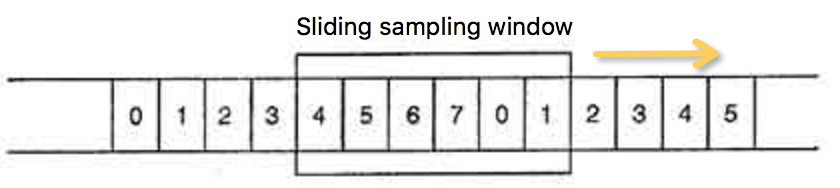 Sliding sampling window
0 1 2 3 4 5 6 7 0 1 2 3 4 5